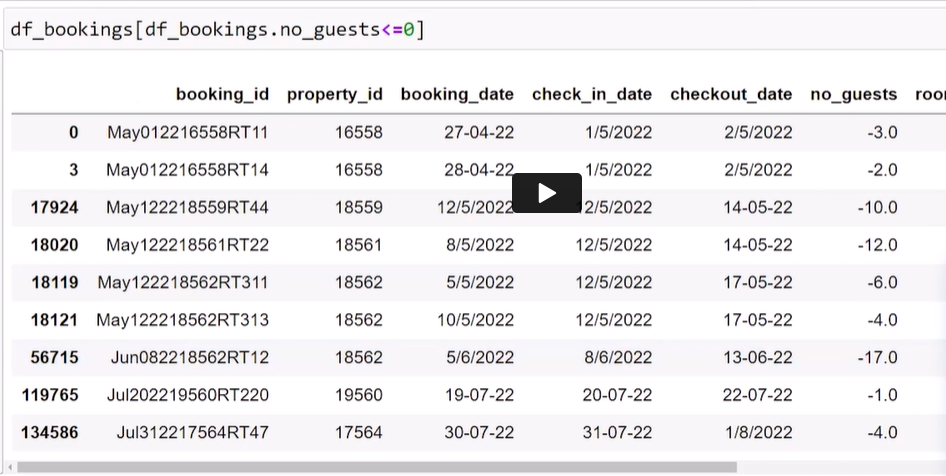 df_bookings[df_bookings.no_guests<=0]
booking_id property_id booking_date check_in_date checkout_date no_guests roor
0 May012216558RT11 16558 27-04-22 1/5/2022 2/5/2022 -3.0
3 May012216558RT14 16558 28-04-22 1/5/2022 2/5/2022 -2.0
17924 May122218559RT44 18559 12/5/2022 12/5/2022 14-05-22 -10.0
18020 May122218561RT22 18561 8/5/2022 12/5/2022 14-05-22 -12.0
18119 May122218562RT311 18562 5/5/2022 12/5/2022 17-05-22 -6.0
18121 May122218562RT313 18562 10/5/2022 12/5/2022 17-05-22 -4.0
56715 Jun082218562RT12 18562 5/6/2022 8/6/2022 13-06-22 -17.0
119765 Jul202219560RT220 19560 19-07-22 20-07-22 22-07-22 -1.0
134586 Jul312217564RT47 17564 30-07-22 31-07-22 1/8/2022 -4.0